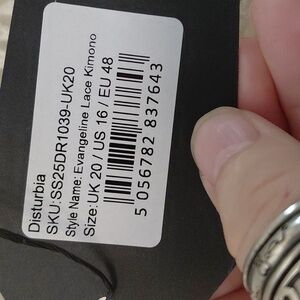 Disturbia
SKU:SS25DR1039-UK20
Style Name: Evangeline Lace Kimono
Size: UK 20 / US 16 / EU 48
5 056782 837643